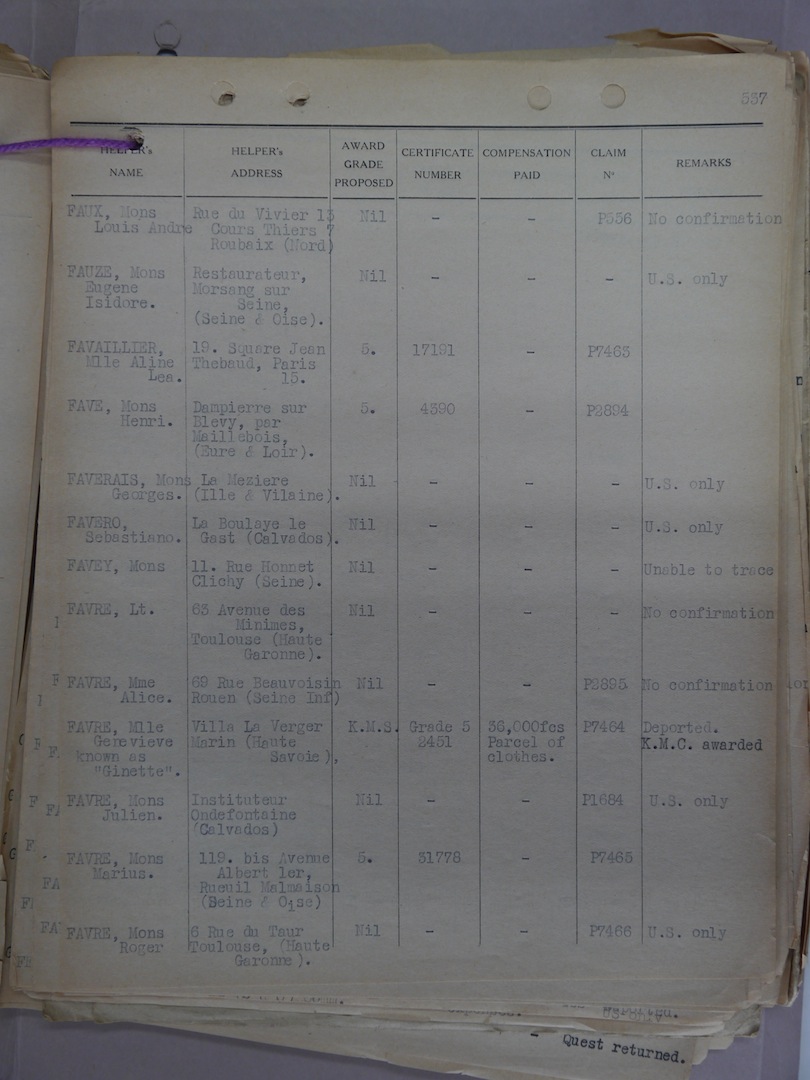 537
HELPER's NAME | HELPER's ADDRESS | AWARD GRADE PROPOSED | CERTIFICATE NUMBER | COMPENSATION PAID | CLAIM Nº | REMARKS
FAUX, Mons | Rue du Vivier 13 | Nil | - | - | P556 | No confirmation
Louis Andre | Cours Thiers 7
Roubaix (Nord)
FAUZE, Mons | Restaurateur, | Nil | - | - | - | U.S. only
Eugene | Morsang sur
Isidore. | Seine,
(Seine & Oise).
FAVAILLIER, | 19. Square Jean | 5. | 17191 | - | P7463
Mlle Aline | Thebaud, Paris
Lea. | 15.
FAVE, Mons | Dampierre sur | 5. | 4390 | - | P2894
Henri. | Blevy, par
Maillebois,
(Eure & Loir).
FAVERAIS, Mons | La Meziere | Nil | - | - | - | U.S. only
Georges. | (Ille & Vilaine).
FAVERO, | La Boulaye le | Nil | - | - | - | U.S. only
Sebastiano. | Gast (Calvados).
FAVEY, Mons | 11. Rue Honnet | Nil | - | - | - | Unable to trace
Clichy (Seine).
FAVRE, Lt. | 63 Avenue des | Nil | - | - | - | No confirmation
Minimes,
Toulouse (Haute
Garonne).
FAVRE, Mme | 69 Rue Beauvoisin | Nil | - | - | P2895 | No confirmation
Alice. | Rouen (Seine Inf)
FAVRE, Mlle | Villa La Verger | K.M.S. | Grade 5 | 36,000fcs | P7464 | Deported.
Genevieve | Marin (Haute | 2451 | Parcel of | K.M.C. awarded
known as | Savoie), | clothes.
"Ginette".
FAVRE, Mons | Instituteur | Nil | - | - | P1684 | U.S. only
Julien. | Ondefontaine
(Calvados)
FAVRE, Mons | 119. bis Avenue | 5. | 31778 | - | P7465
Marius. | Albert 1er,
Rueuil Malmaison
(Beine & Oise)
FAVRE, Mons | 6 Rue du Taur | Nil | - | - | P7466 | U.S. only
Roger | Toulouse, (Haute
Garonne).
Quest returned.